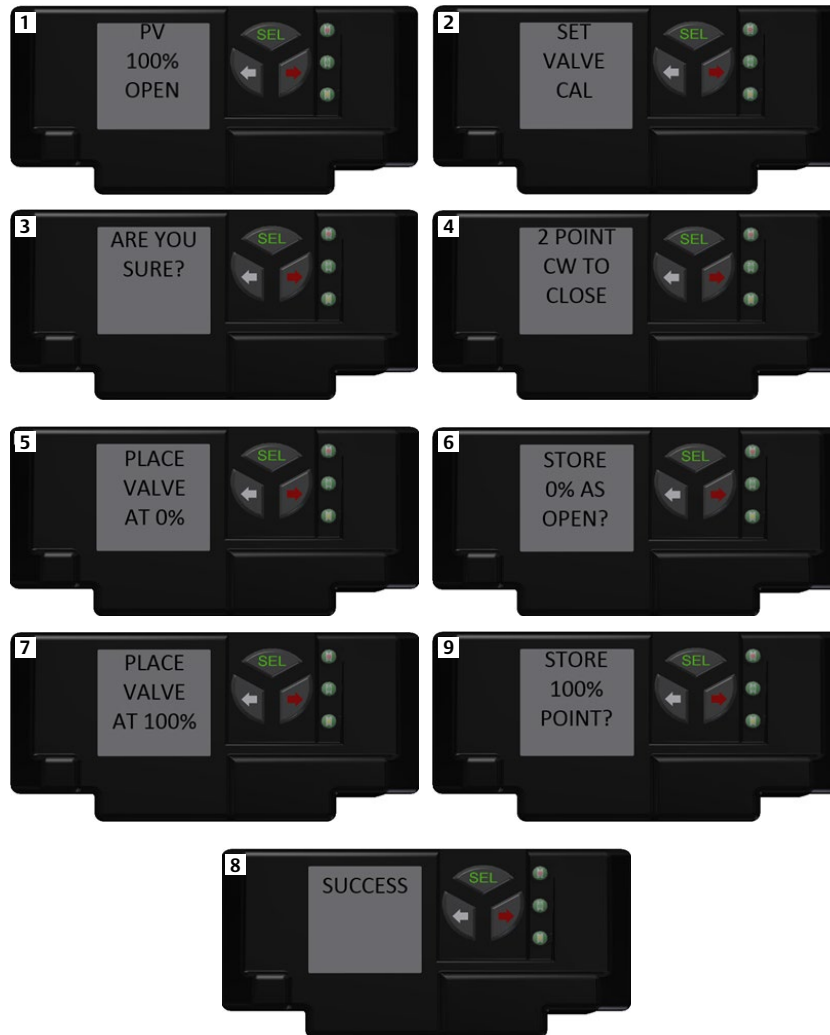 1
PV
100%
OPEN
SEL
2
SET
VALVE
CAL
SEL
3
ARE YOU
SURE?
SEL
4
2 POINT
CW TO
CLOSE
SEL
5
PLACE
VALVE
AT 0%
SEL
6
STORE
0% AS
OPEN?
SEL
7
PLACE
VALVE
AT 100%
SEL
9
STORE
100%
POINT?
SEL
8
SUCCESS
SEL